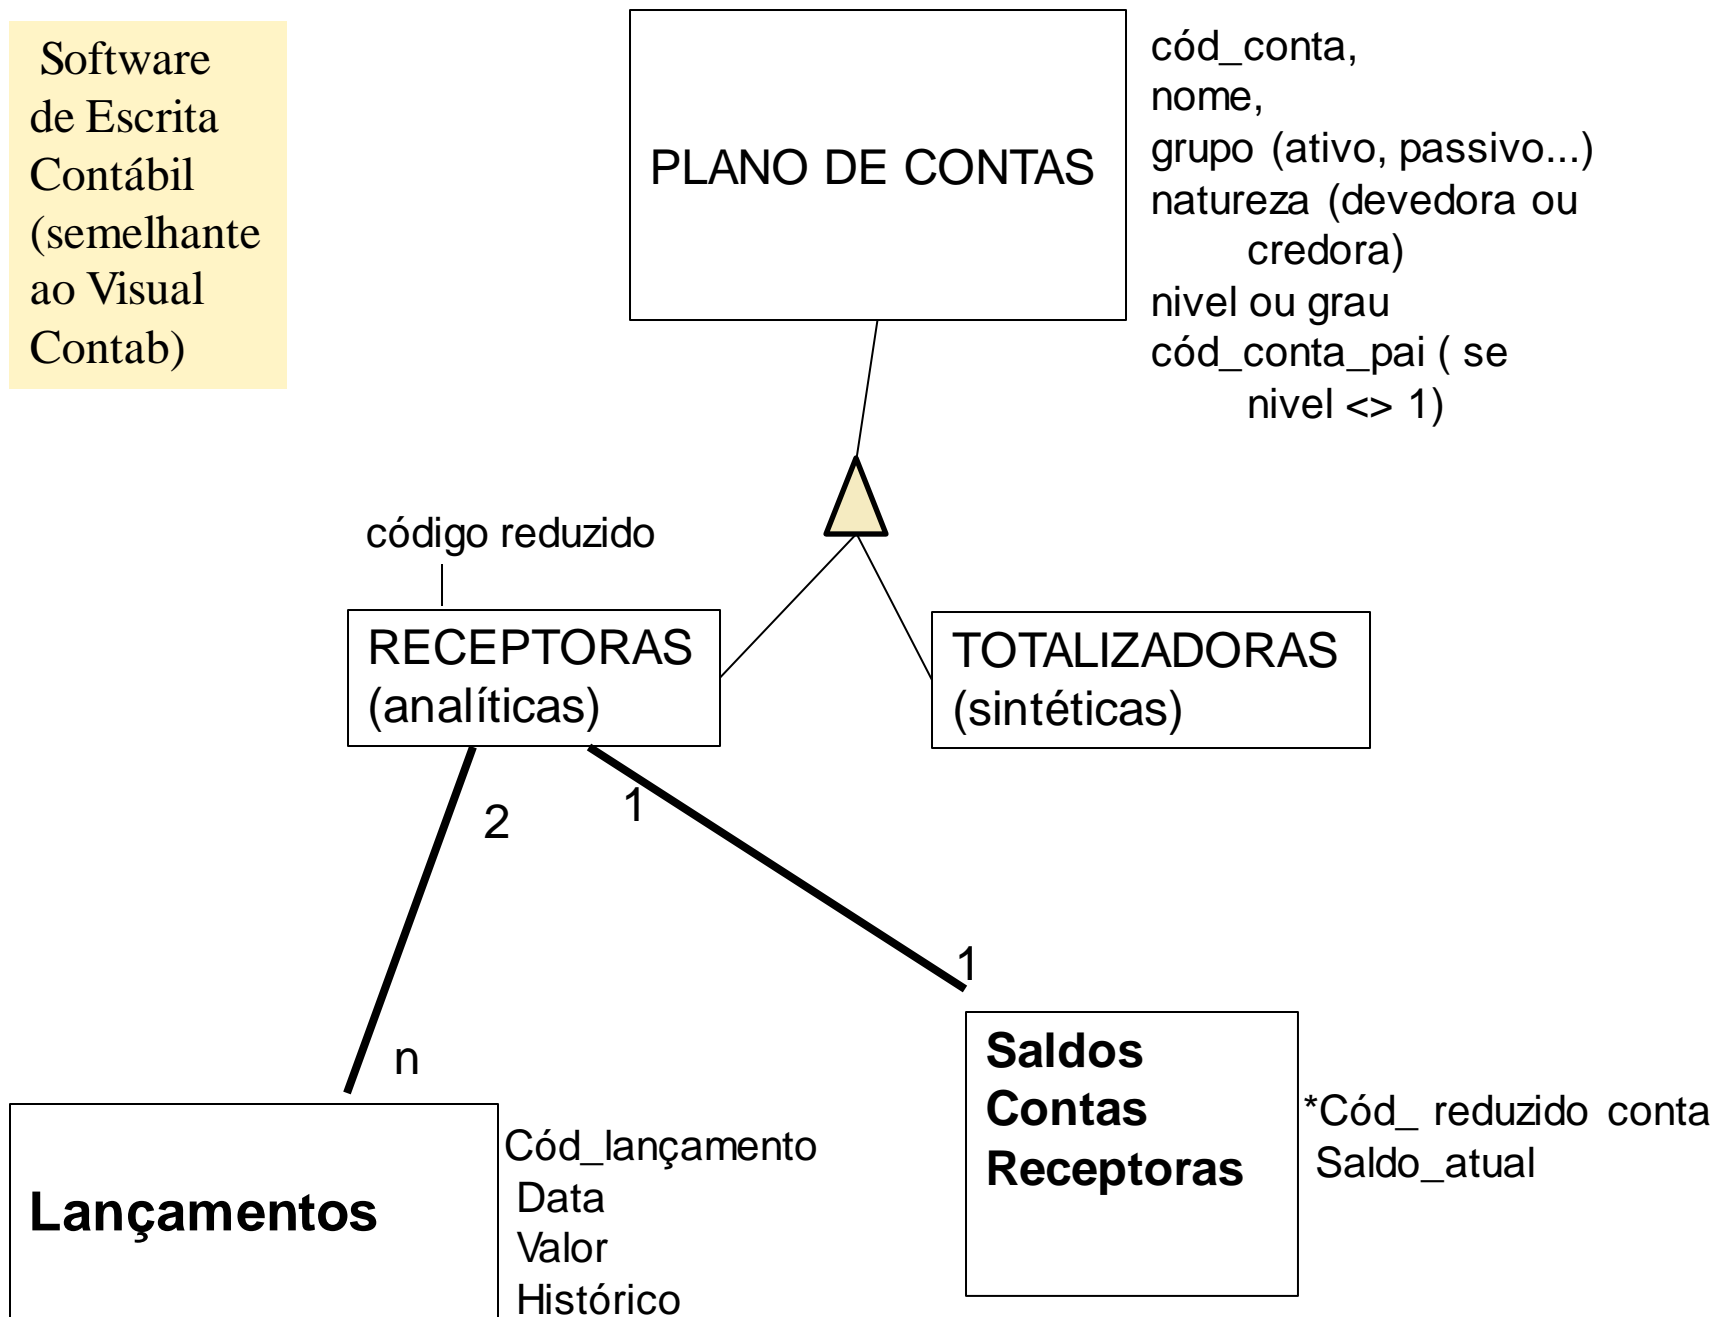 Software
de Escrita
Contábil
(semelhante
ao Visual
Contab)
PLANO DE CONTAS
cód_conta,
nome,
grupo (ativo, passivo...)
natureza (devedora ou
credora)
nivel ou grau
cód_conta_pai ( se
nivel <> 1)
código reduzido
RECEPTORAS
(analíticas)
TOTALIZADORAS
(sintéticas)
2
1
n
1
Lançamentos
Cód_lançamento
Data
Valor
Histórico
Saldos
Contas
Receptoras
*Cód_ reduzido conta
Saldo_atual